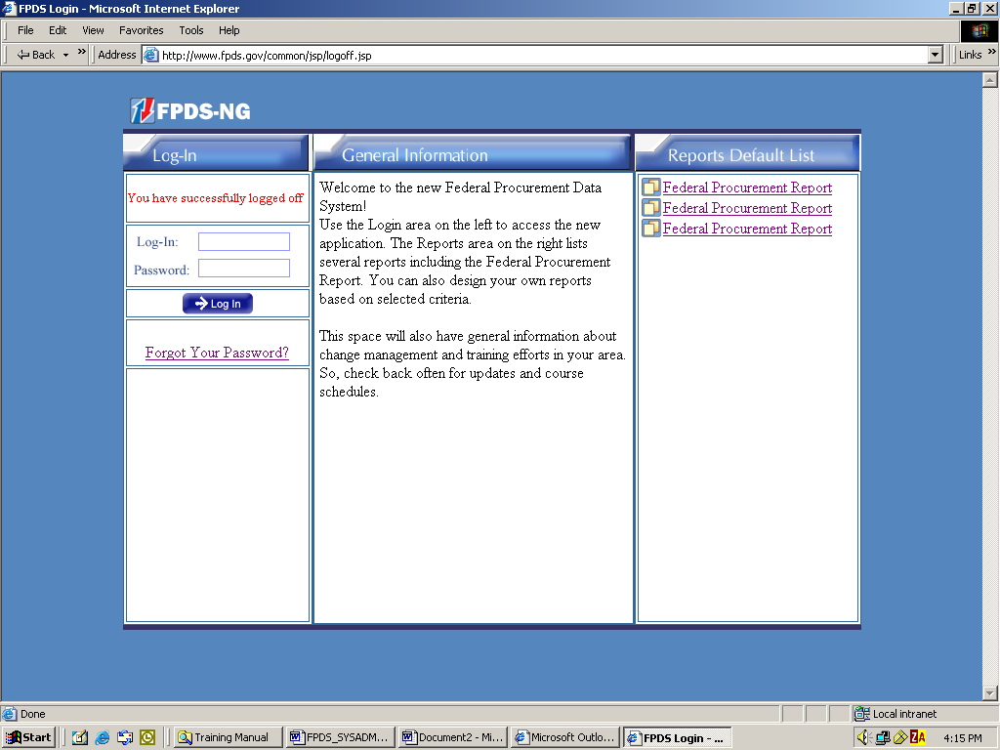 FPDS Login - Microsoft Internet Explorer
File Edit View Favorites Tools Help
Back » Address http://www.fpds.gov/common/jsp/logoff.jsp Links »
FPDS-NG
Log-In
You have successfully logged off
Log-In:
Password:
Log In
Forgot Your Password?
General Information
Welcome to the new Federal Procurement Data
System!
Use the Login area on the left to access the new
application. The Reports area on the right lists
several reports including the Federal Procurement
Report. You can also design your own reports
based on selected criteria.
This space will also have general information about
change management and training efforts in your area.
So, check back often for updates and course
schedules.
Reports Default List
Federal Procurement Report
Federal Procurement Report
Federal Procurement Report
Done Local intranet
Start Training Manual FPDS_SYSADM... Document2 - Mi... Microsoft Outlo... FPDS Login - ... 4:15 PM